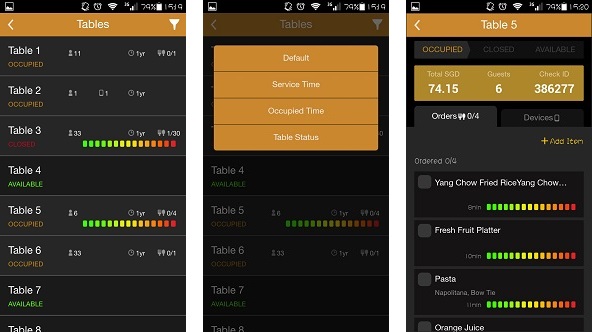 79% 15:19
Tables
Table 1
OCCUPIED
11
1yr
0/1
Table 2
OCCUPIED
1
1
1yr
Table 3
CLOSED
33
1yr
1/30
Table 4
AVAILABLE
Table 5
OCCUPIED
6
1yr
0/4
Table 6
OCCUPIED
33
1yr
0/1
Table 7
AVAILABLE
Table 8
79% 15:19
Tables
Default
Service Time
Occupied Time
Table Status
AVAILABLE
Table 5
OCCUPIED
6
1yr
0/4
Table 6
OCCUPIED
33
1yr
0/1
Table 7
AVAILABLE
Table 8
79% 15:20
Table 5
OCCUPIED CLOSED AVAILABLE
Total SGD Guests Check ID
74.15 6 386277
Orders 0/4 Devices
+ Add Item
Ordered 0/4
Yang Chow Fried RiceYang Chow...
8min
Fresh Fruit Platter
10min
Pasta
Napolitana, Bow Tie
11min
Orange Juice